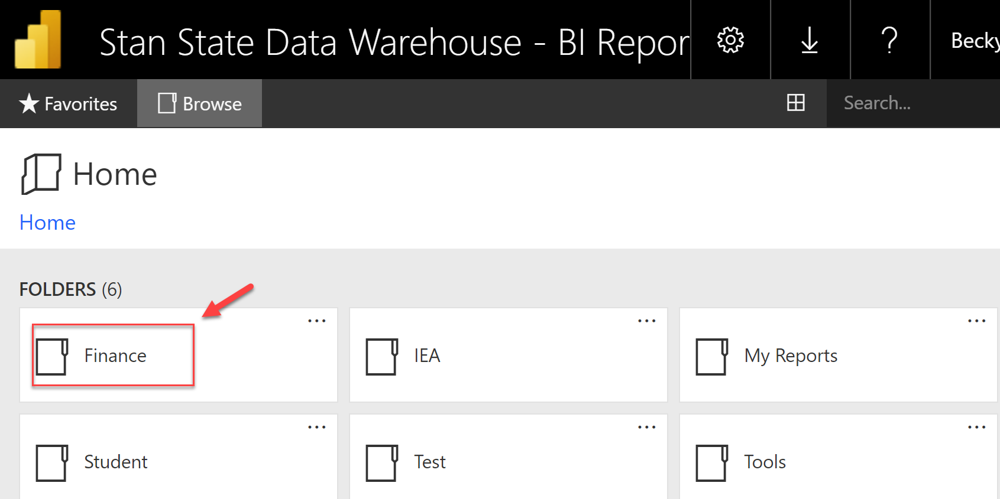 Stan State Data Warehouse - BI Repor
Becky
Favorites
Browse
Search...
Home
Home
FOLDERS (6)
Finance
IEA
My Reports
Student
Test
Tools